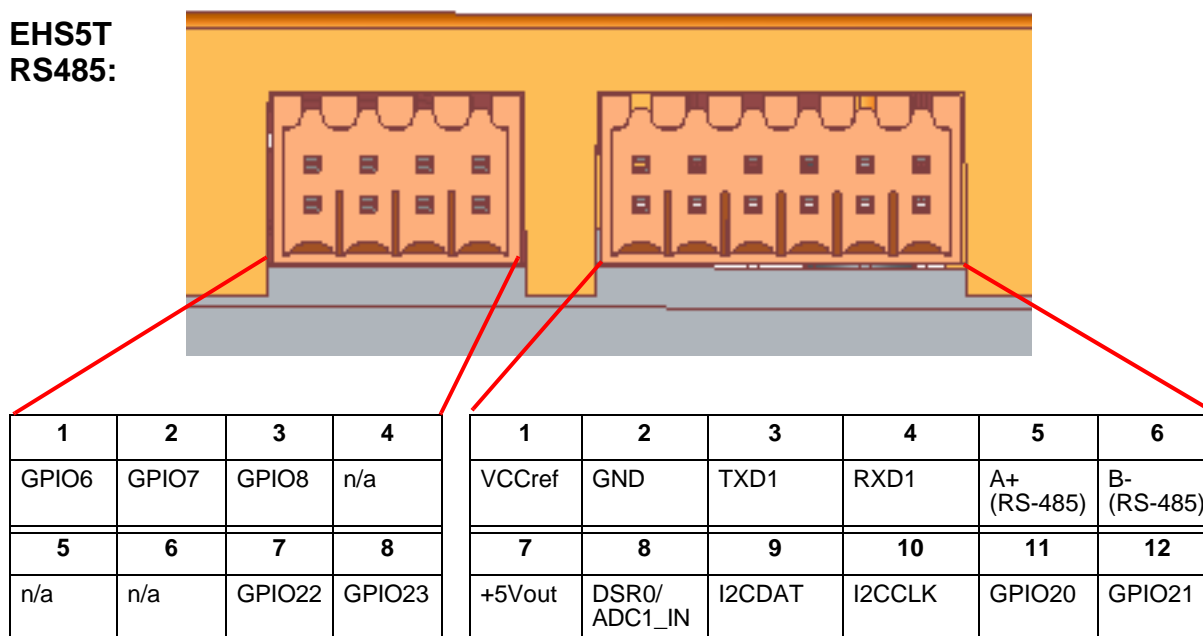 EHS5T
RS485:
1 2 3 4
GPIO6 GPIO7 GPIO8 n/a
5 6 7 8
n/a n/a GPIO22 GPIO23
1 2 3 4 5 6
VCCref GND TXD1 RXD1 A+ (RS-485) B- (RS-485)
7 8 9 10 11 12
+5Vout DSR0/ ADC1_IN I2CDAT I2CCLK GPIO20 GPIO21